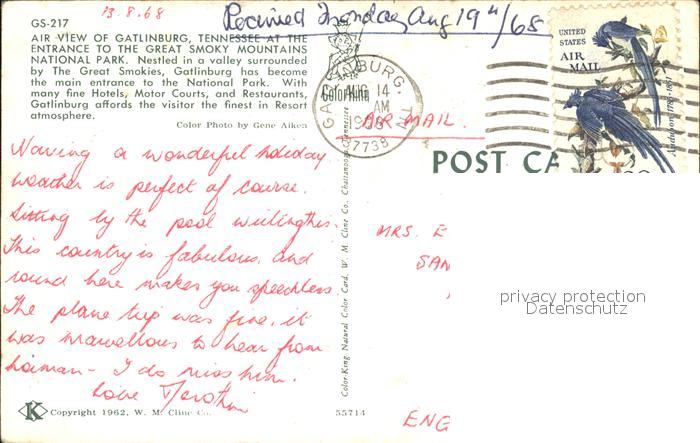 13.8.68
Received Monday Aug 19th/68
GS-217
AIR VIEW OF GATLINBURG, TENNESSEE AT THE
ENTRANCE TO THE GREAT SMOKY MOUNTAINS
NATIONAL PARK. Nestled in a valley surrounded
by The Great Smokies, Gatlinburg has become
the main entrance to the National Park. With
many fine Hotels, Motor Courts, and Restaurants,
Gatlinburg affords the visitor the finest in Resort
atmosphere.
Color Photo by Gene Aiken
Having a wonderful holiday
weather is perfect of course.
Sitting by the pool writing this.
This country is fabulous and
round here makes you speechless
The plane trip was fine, it
was marvellous to hear from
- I do miss him.
Love
K Copyright 1962, W. M. Cline Co.
55714
Color-King Natural Color Card, W. M. Cline Co., Chattanooga, Tennessee
ColorKing
GATLINBURG, TN
AUG 14
AM
1968
37738
UNITED
STATES
AIR
MAIL
Audubon 1785-1851
AIR MAIL.
POST CA
MRS. E
SAN
ENG
privacy protection
Datenschutz